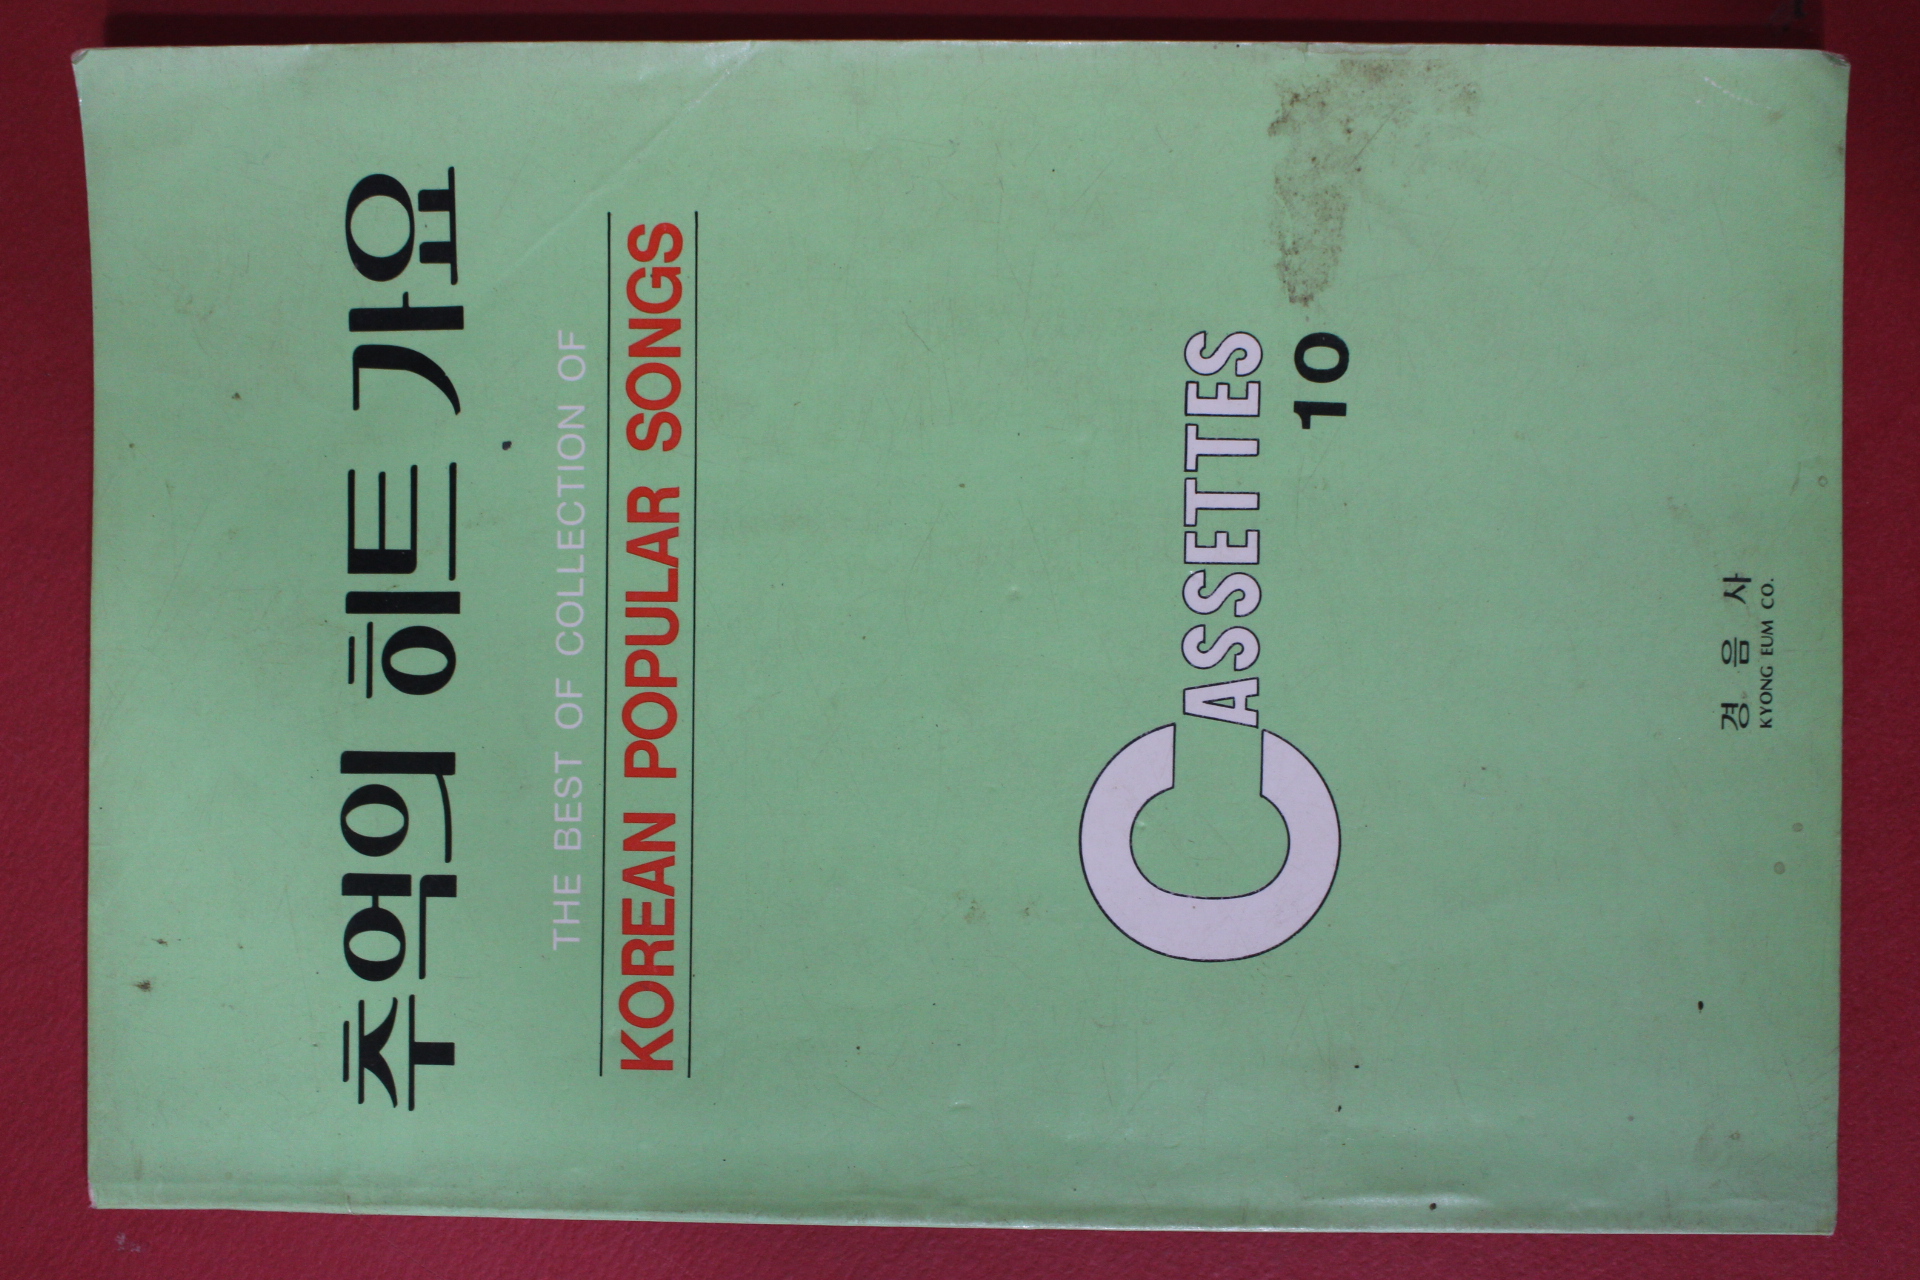 추억의 히트 가요
THE BEST OF COLLECTION OF
KOREAN POPULAR SONGS
CASSETTES
10
경음사
KYONG EUM CO.